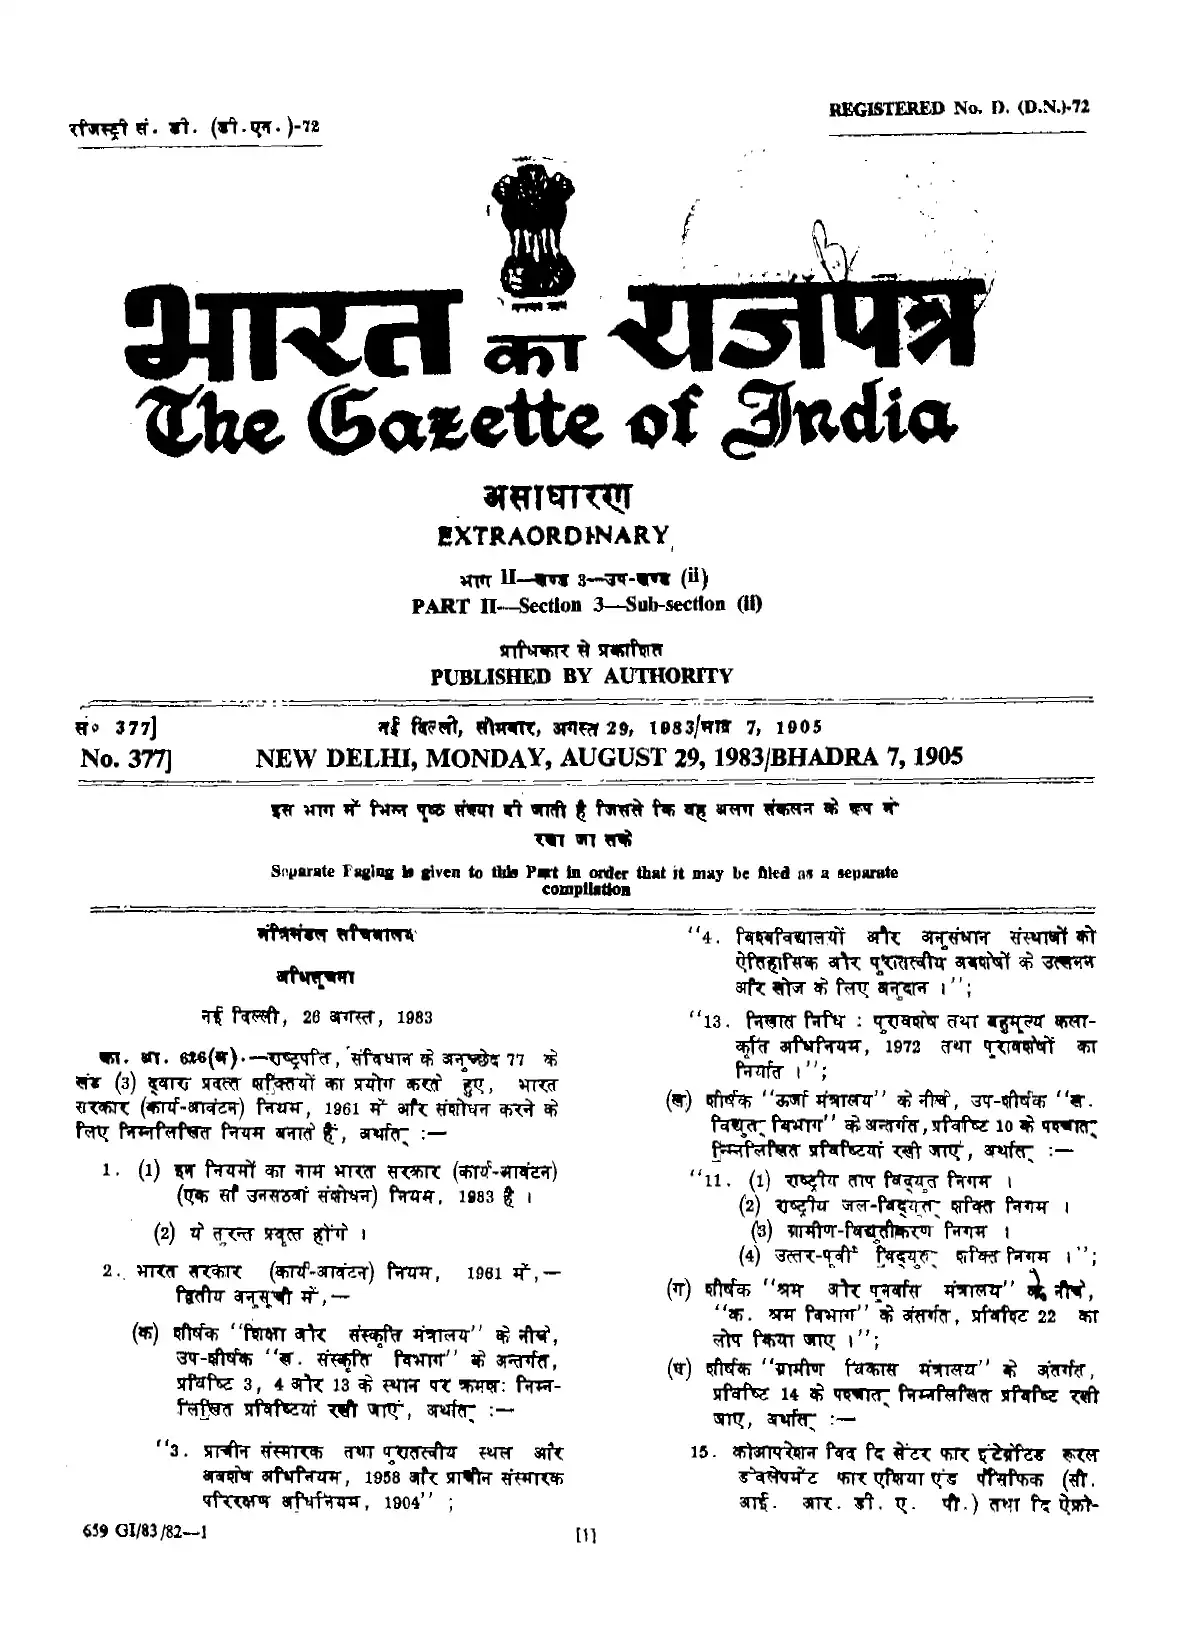 रजिस्ट्री सं. डी. (डी.एन.)-72
REGISTERED No. D. (D.N.)-72
भारत का राजपत्र
The Gazette of India
असाधारण
EXTRAORDINARY
भाग II—खण्ड 3—उप-खण्ड (ii)
PART II—Section 3—Sub-section (ii)
प्राधिकार से प्रकाशित
PUBLISHED BY AUTHORITY
सं० 377]
नई दिल्ली, सोमवार, अगस्त 29, 1983/भाद्र 7, 1905
No. 377]
NEW DELHI, MONDAY, AUGUST 29, 1983/BHADRA 7, 1905
इस भाग में भिन्न पृष्ठ संख्या दी जाती है जिससे कि वह अलग संकलन के रूप में
रखा जा सके
Separate Paging is given to this Part in order that it may be filed as a separate
compilation
मंत्रिमंडल सचिवालय
अधिसूचना
नई दिल्ली, 26 अगस्त, 1983
का. आ. 626(अ).—राष्ट्रपति, संविधान के अनुच्छेद 77 के
खंड (3) द्वारा प्रदत्त शक्तियों का प्रयोग करते हुए, भारत
सरकार (कार्य-आवंटन) नियम, 1961 में और संशोधन करने के
लिए निम्नलिखित नियम बनाते हैं, अर्थात् :—
1. (1) इन नियमों का नाम भारत सरकार (कार्य-आवंटन)
(एक सौ उनसठवां संशोधन) नियम, 1983 है ।
(2) ये तुरन्त प्रवृत्त होंगे ।
2. भारत सरकार (कार्य-आवंटन) नियम, 1961 में,—
द्वितीय अनुसूची में,—
(क) शीर्षक "शिक्षा और संस्कृति मंत्रालय" के नीचे,
उप-शीर्षक "ख. संस्कृति विभाग" के अन्तर्गत,
प्रविष्टि 3, 4 और 13 के स्थान पर क्रमशः निम्न-
लिखित प्रविष्टियां रखी जाएं, अर्थात् :—
"3. प्राचीन संस्मारक तथा पुरातत्वीय स्थल और
अवशेष अधिनियम, 1958 और प्राचीन संस्मारक
परिरक्षण अधिनियम, 1904" ;
"4. विश्वविद्यालयों और अनुसंधान संस्थाओं को
ऐतिहासिक और पुरातत्वीय अवशेषों के उत्खनन
और खोज के लिए अनुदान ।";
"13. निखात निधि : पुरावशेष तथा बहुमूल्य कला-
कृति अधिनियम, 1972 तथा पुरावशेषों का
निर्यात ।";
(ख) शीर्षक "ऊर्जा मंत्रालय" के नीचे, उप-शीर्षक "ख.
विद्युत् विभाग" के अन्तर्गत, प्रविष्टि 10 के पश्चात्
निम्नलिखित प्रविष्टियां रखी जाएं, अर्थात् :—
"11. (1) राष्ट्रीय ताप विद्युत निगम ।
(2) राष्ट्रीय जल-विद्युत् शक्ति निगम ।
(3) ग्रामीण-विद्युतीकरण निगम ।
(4) उत्तर-पूर्वी विद्युत् शक्ति निगम ।";
(ग) शीर्षक "श्रम और पुनर्वास मंत्रालय" के नीचे,
"क. श्रम विभाग" के अंतर्गत, प्रविष्टि 22 का
लोप किया जाए ।";
(घ) शीर्षक "ग्रामीण विकास मंत्रालय" के अंतर्गत,
प्रविष्टि 14 के पश्चात् निम्नलिखित प्रविष्टि रखी
जाए, अर्थात् :—
15. कोआपरेशन विद दि सेंटर फार इंटेग्रेटिड रूरल
डेवेलेपमेंट फार एशिया एंड पैसिफिक (सी.
आई. आर. डी. ए. पी.) तथा दि ऐफ्रो-
659 GI/83/82—1
[1]